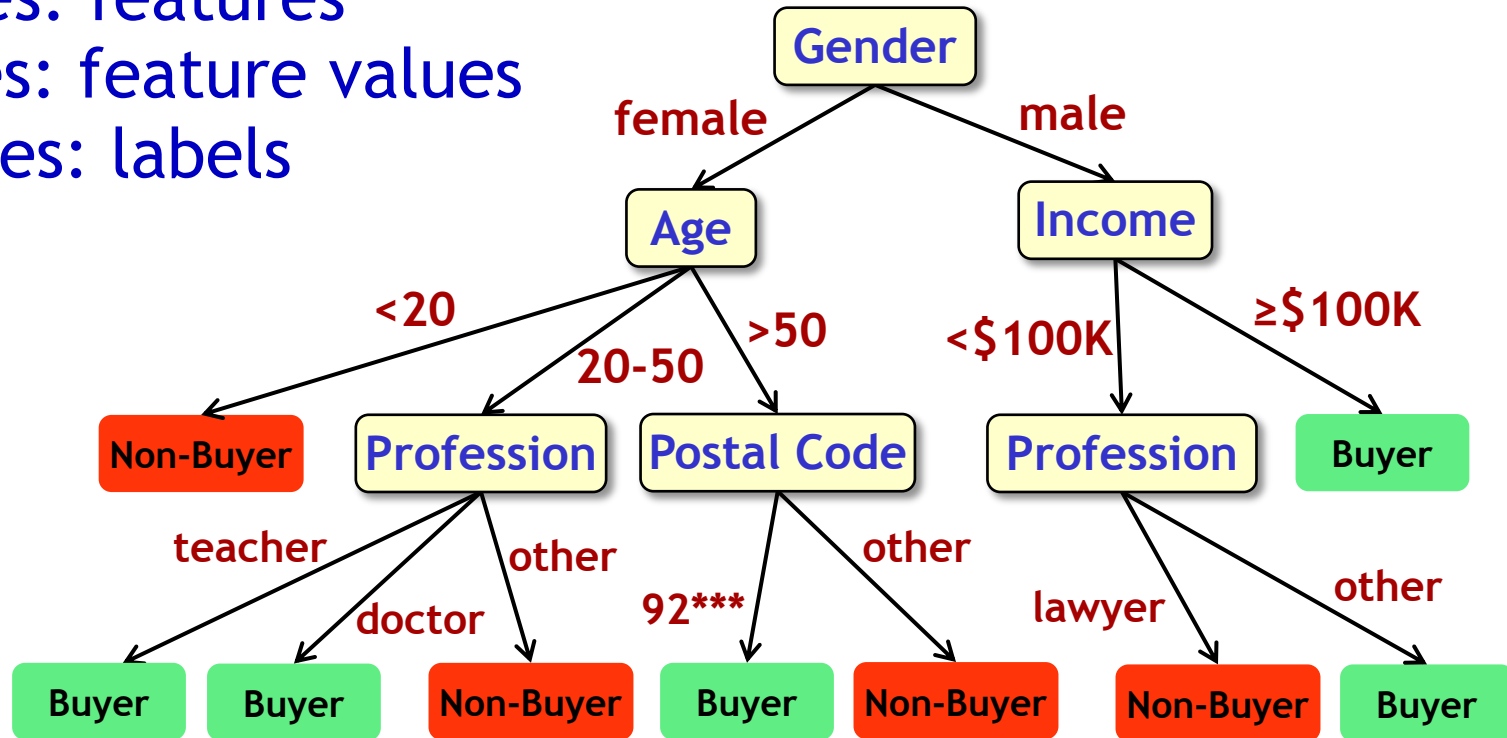 es: features
es: feature values
es: labels
Gender
female
male
Age
Income
<20
20-50
>50
<$100K
≥$100K
Non-Buyer
Profession
Postal Code
Profession
Buyer
teacher
doctor
other
92***
other
lawyer
other
Buyer
Buyer
Non-Buyer
Buyer
Non-Buyer
Non-Buyer
Buyer